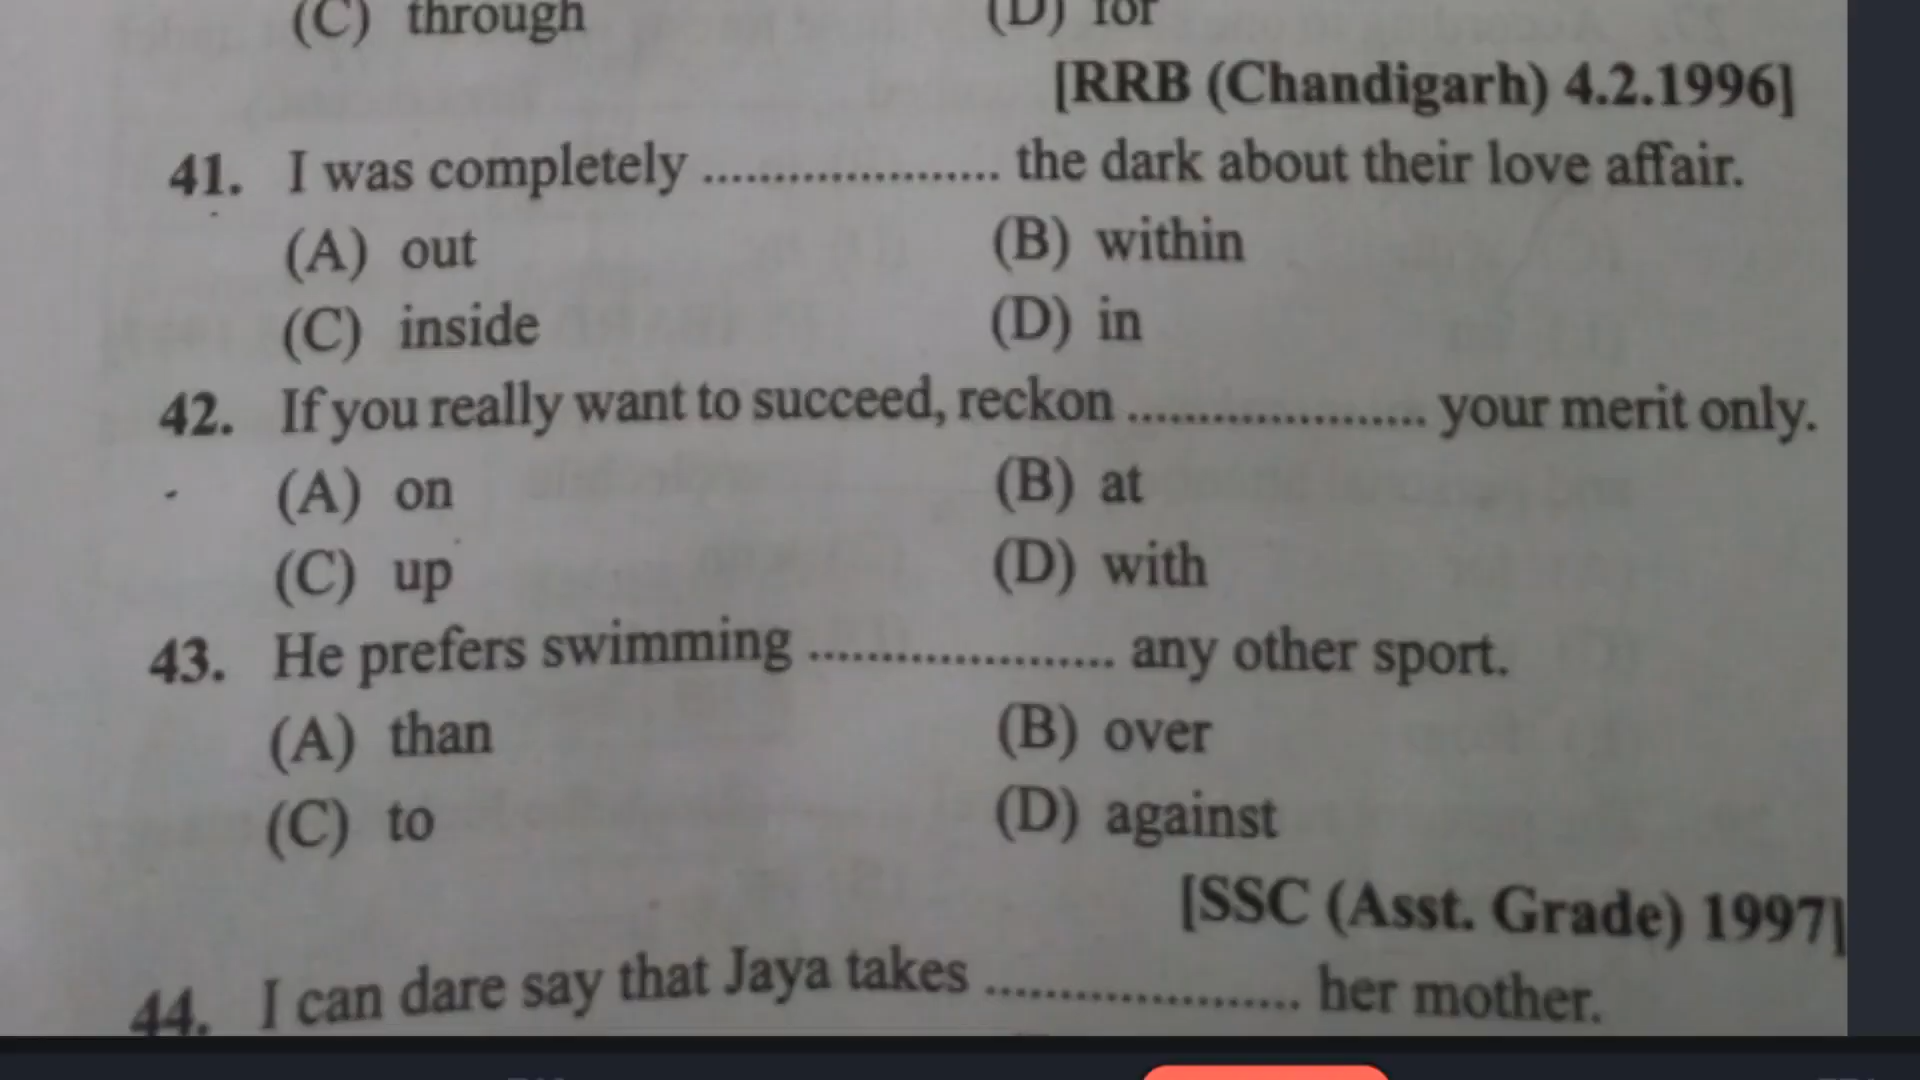 (C) through (D) for
[RRB (Chandigarh) 4.2.1996]
41. I was completely ..................... the dark about their love affair.
(A) out (B) within
(C) inside (D) in
42. If you really want to succeed, reckon ..................... your merit only.
(A) on (B) at
(C) up (D) with
43. He prefers swimming ..................... any other sport.
(A) than (B) over
(C) to (D) against
[SSC (Asst. Grade) 1997]
44. I can dare say that Jaya takes ..................... her mother.